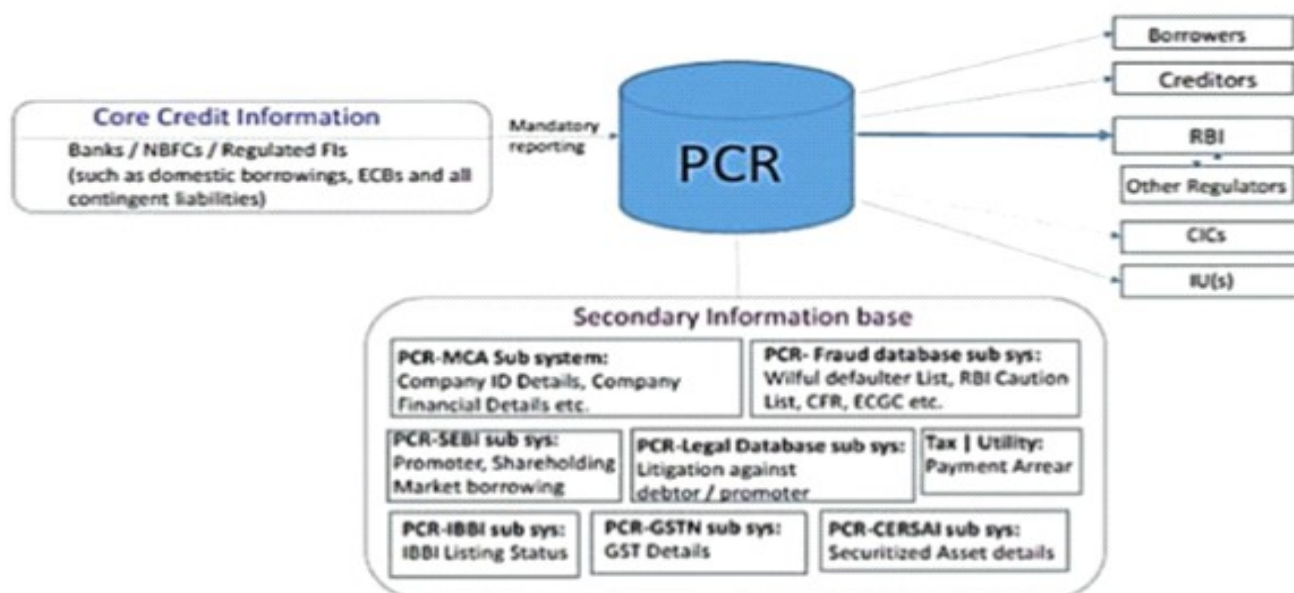 Core Credit Information
Banks / NBFCs / Regulated FIs
(such as domestic borrowings, ECBs and all
contingent liabilities)
Mandatory
reporting
PCR
Borrowers
Creditors
RBI
Other Regulators
CICs
IU(s)
Secondary Information base
PCR-MCA Sub system:
Company ID Details, Company
Financial Details etc.
PCR- Fraud database sub sys:
Wilful defaulter List, RBI Caution
List, CFR, ECGC etc.
PCR-SEBI sub sys:
Promoter, Shareholding
Market borrowing
PCR-Legal Database sub sys:
Litigation against
debtor / promoter
Tax | Utility:
Payment Arrear
PCR-IBBI sub sys:
IBBI Listing Status
PCR-GSTN sub sys:
GST Details
PCR-CERSAI sub sys:
Securitized Asset details